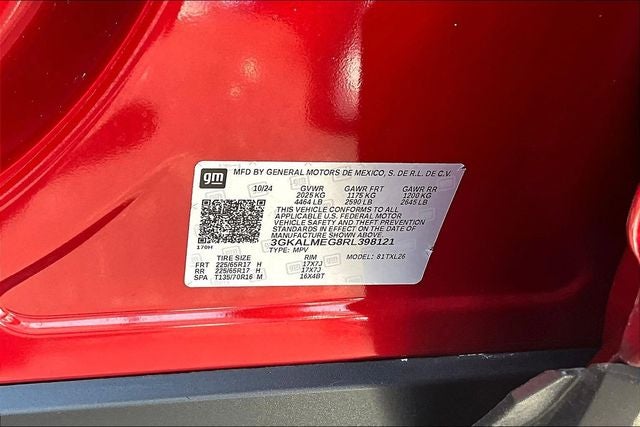 gm
MFD BY GENERAL MOTORS DE MEXICO, S. DE R.L. DE C.V.
10/24 GVWR GAWR FRT GAWR RR
2025 KG 1175 KG 1200 KG
4464 LB 2590 LB 2645 LB
THIS VEHICLE CONFORMS TO ALL
APPLICABLE U.S. FEDERAL MOTOR
VEHICLE SAFETY AND THEFT PREVENTION
STANDARDS IN EFFECT ON THE DATE OF
MANUFACTURE SHOWN ABOVE.
3GKALMEG8RL398121
170H TYPE: MPV
TIRE SIZE RIM MODEL: 81TXL26
FRT 225/65R17 H 17X7J
RR 225/65R17 H 17X7J
SPA T135/70R16 M 16X4BT